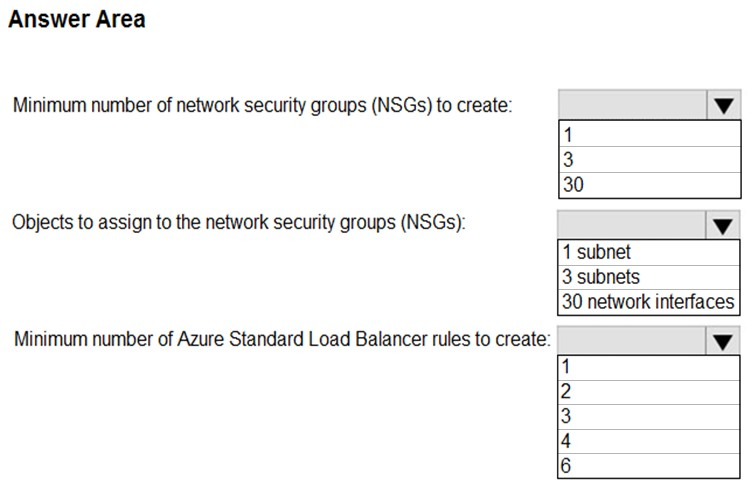 Answer Area
Minimum number of network security groups (NSGs) to create:
1
3
30
Objects to assign to the network security groups (NSGs):
1 subnet
3 subnets
30 network interfaces
Minimum number of Azure Standard Load Balancer rules to create:
1
2
3
4
6